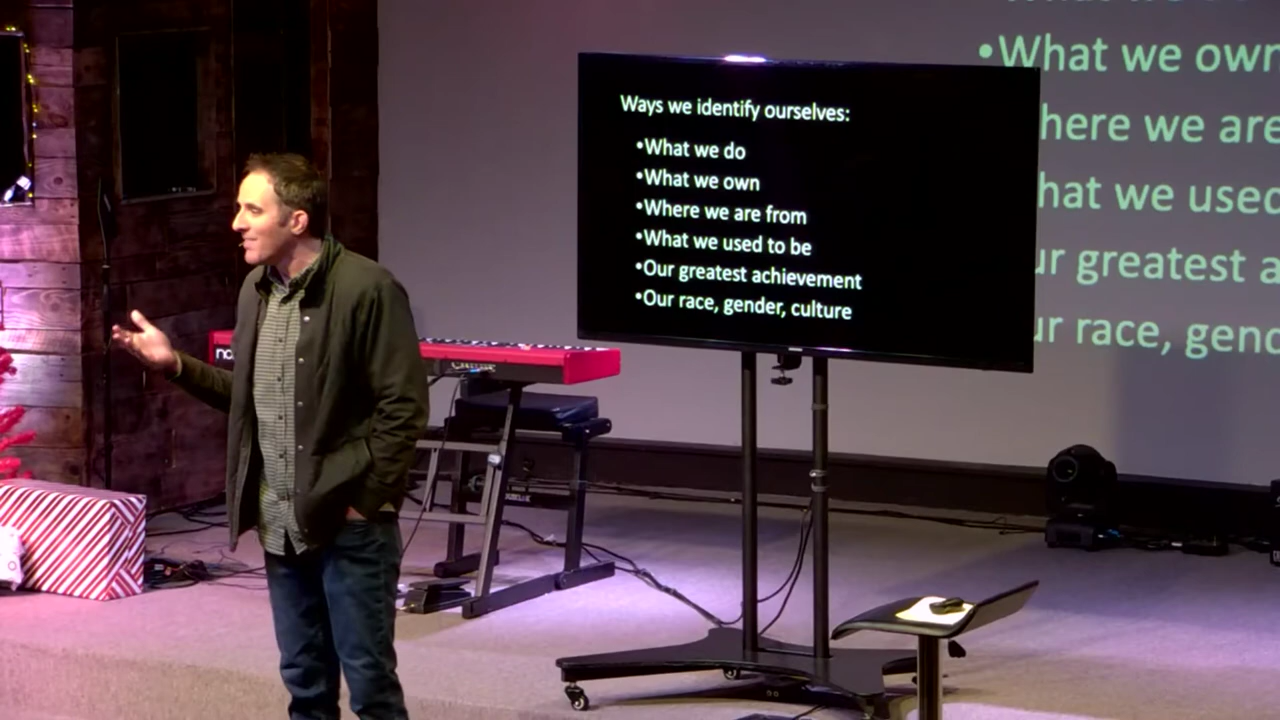 Ways we identify ourselves:
•What we do
•What we own
•Where we are from
•What we used to be
•Our greatest achievement
•Our race, gender, culture
•What we own
here we are
hat we used
ur greatest a
ur race, gend